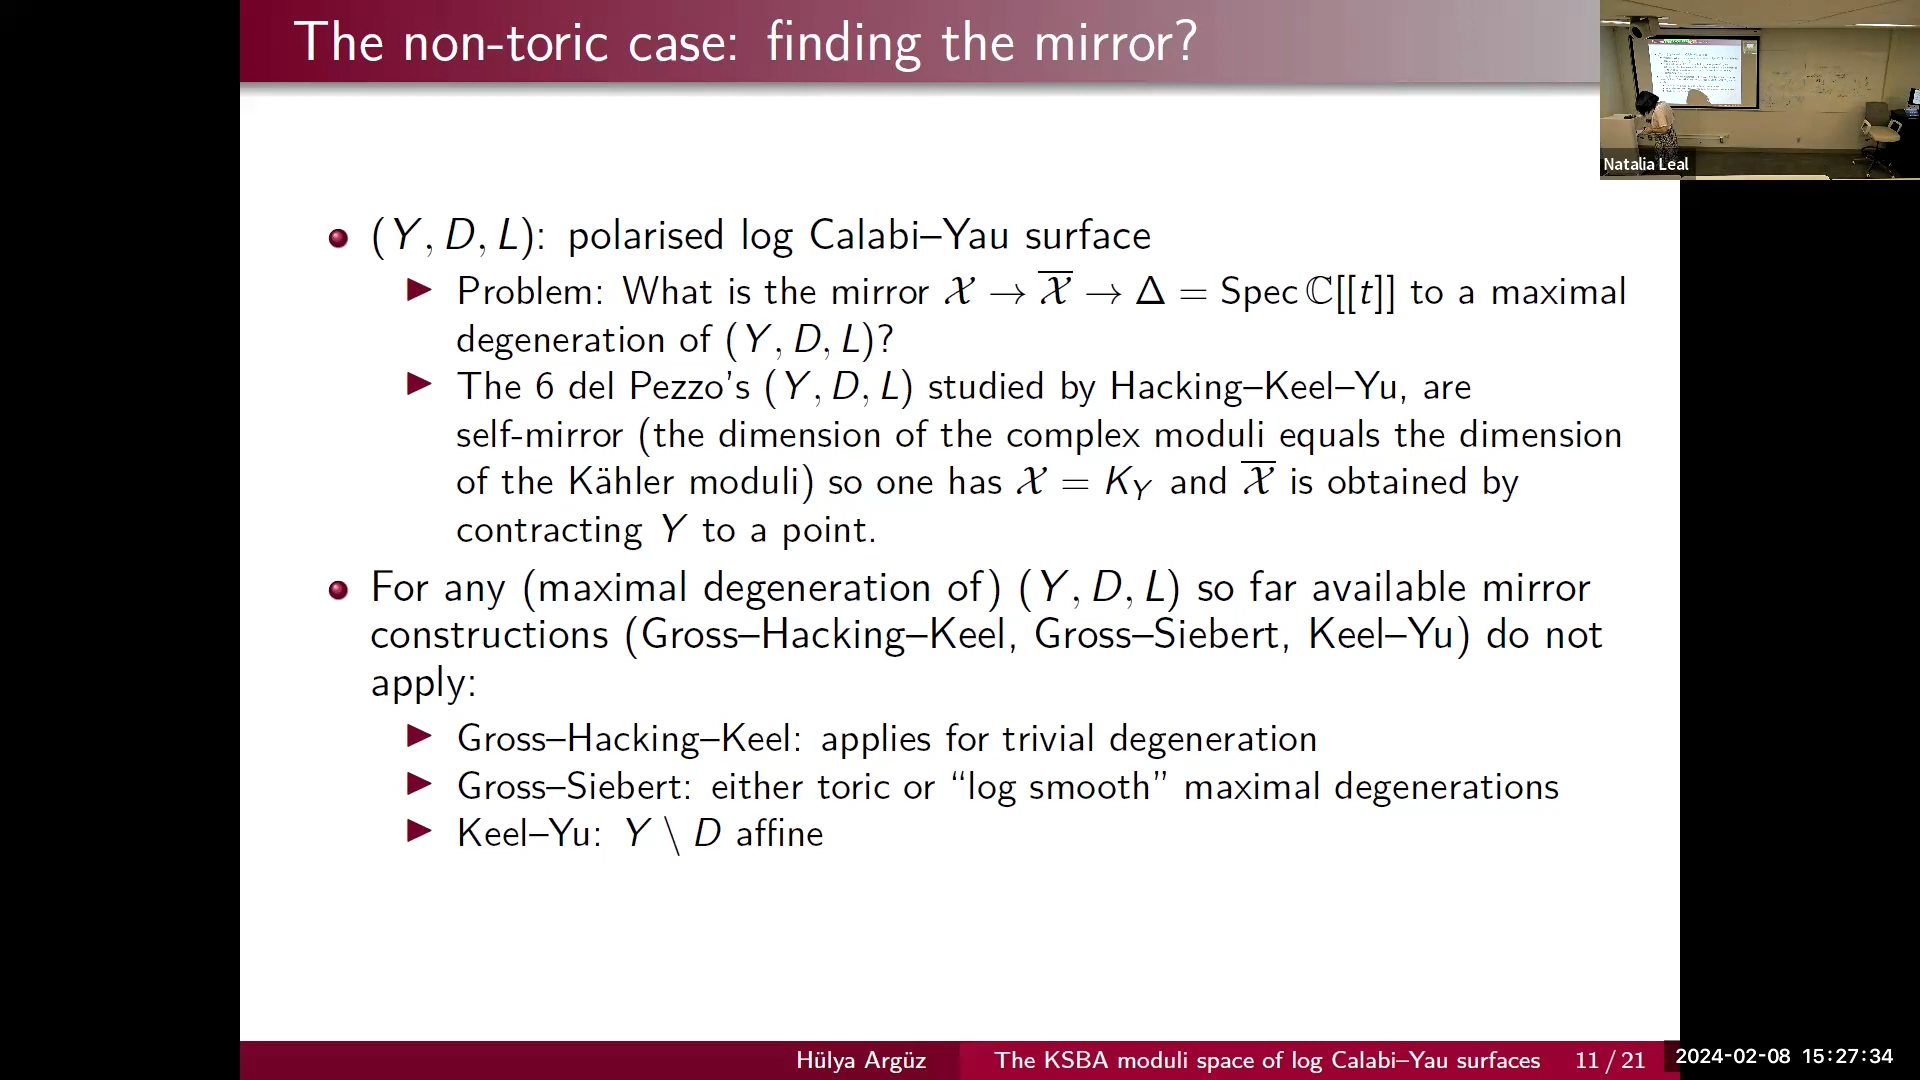 The non-toric case: finding the mirror?
Natalia Leal
(Y, D, L): polarised log Calabi–Yau surface
Problem: What is the mirror 𝒳 → 𝒳̅ → Δ = Spec ℂ[[t]] to a maximal
degeneration of (Y, D, L)?
The 6 del Pezzo's (Y, D, L) studied by Hacking–Keel–Yu, are
self-mirror (the dimension of the complex moduli equals the dimension
of the Kähler moduli) so one has 𝒳 = K_Y and 𝒳̅ is obtained by
contracting Y to a point.
For any (maximal degeneration of) (Y, D, L) so far available mirror
constructions (Gross–Hacking–Keel, Gross–Siebert, Keel–Yu) do not
apply:
Gross–Hacking–Keel: applies for trivial degeneration
Gross–Siebert: either toric or “log smooth” maximal degenerations
Keel–Yu: Y \ D affine
Hülya Argüz The KSBA moduli space of log Calabi–Yau surfaces 11 / 21
2024-02-08 15:27:34